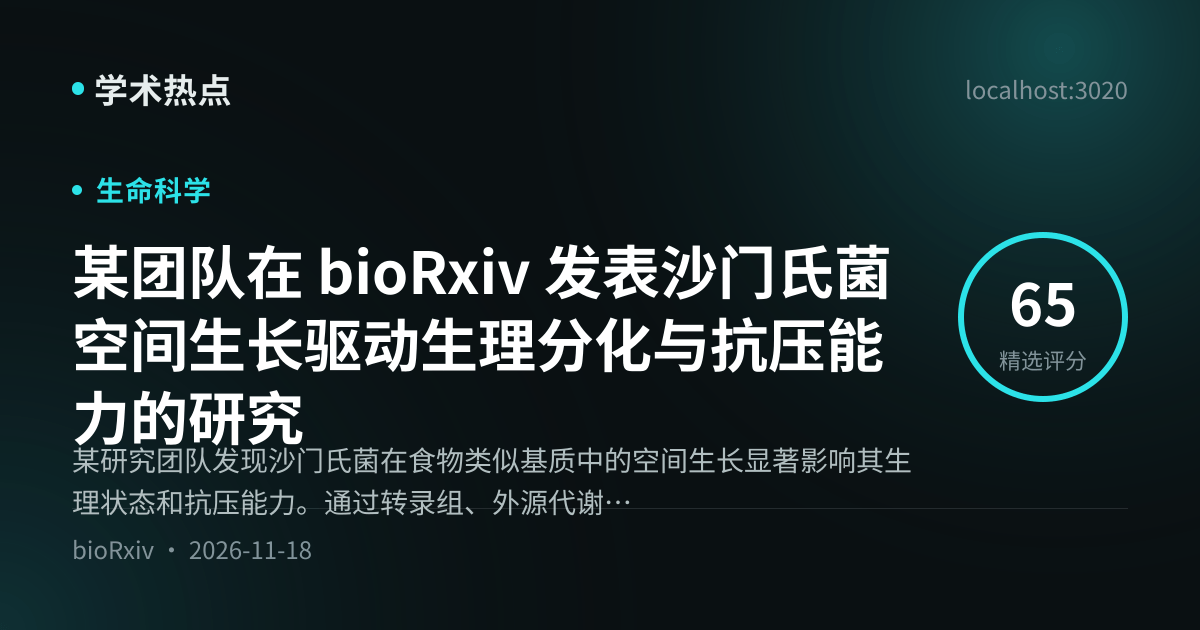 学术热点
localhost:3020
生命科学
某团队在 bioRxiv 发表沙门氏菌
空间生长驱动生理分化与抗压能
力的研究
65
精选评分
某研究团队发现沙门氏菌在食物类似基质中的空间生长显著影响其生
理状态和抗压能力。通过转录组、外源代谢…
bioRxiv · 2026-11-18